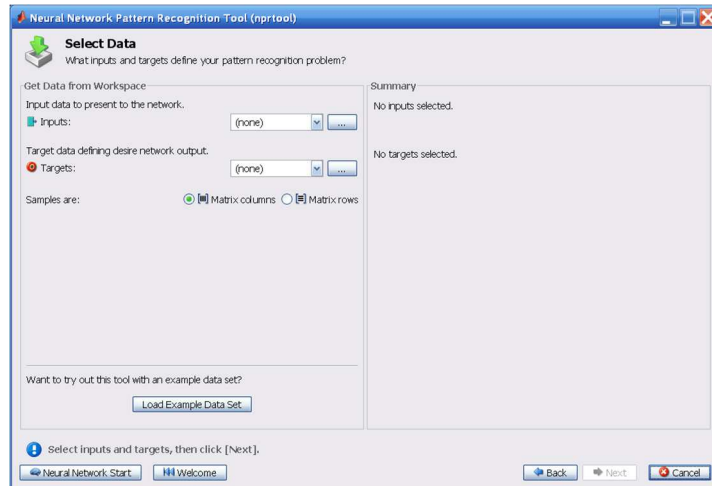 Neural Network Pattern Recognition Tool (nprtool)
Select Data
What inputs and targets define your pattern recognition problem?
Get Data from Workspace
Input data to present to the network.
Inputs: (none) ...
Target data defining desire network output.
Targets: (none) ...
Samples are: Matrix columns Matrix rows
Want to try out this tool with an example data set?
Load Example Data Set
Summary
No inputs selected.
No targets selected.
Select inputs and targets, then click [Next].
Neural Network Start Welcome Back Next Cancel